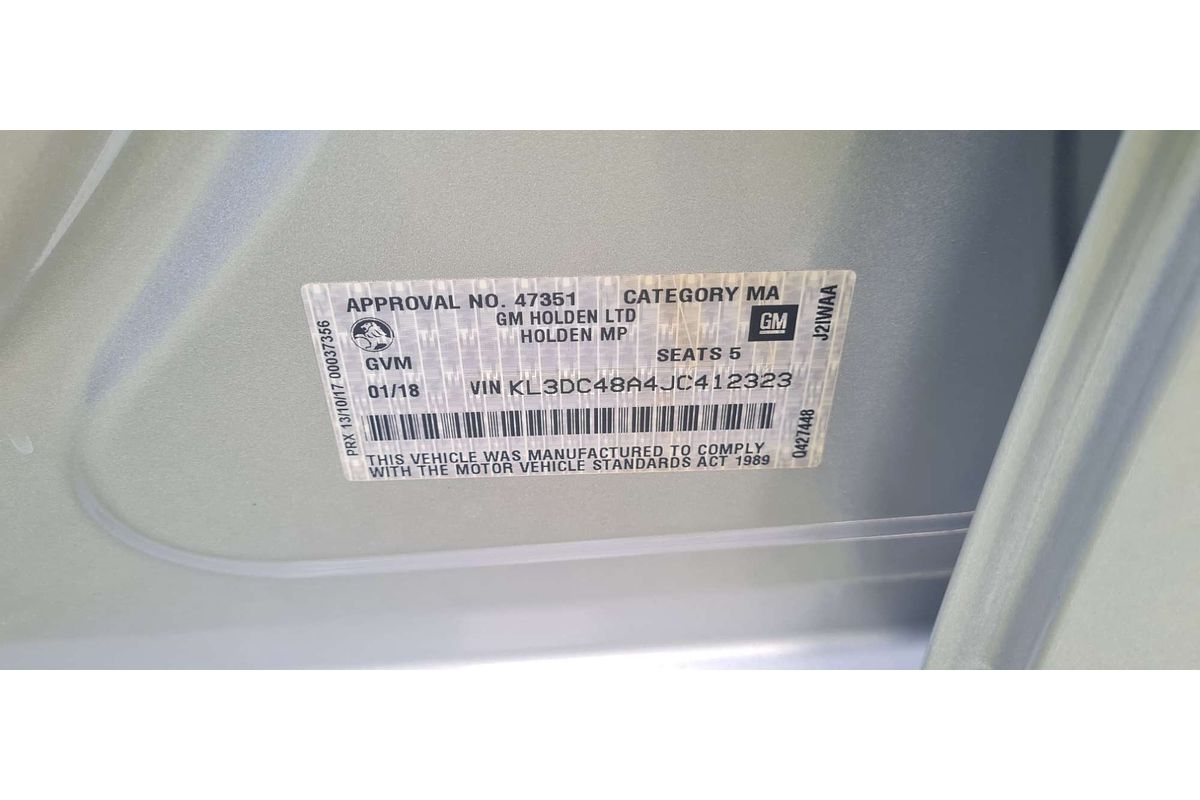 APPROVAL NO. 47351 CATEGORY MA
GM HOLDEN LTD
HOLDEN MP
GM
GVM
SEATS 5
01/18
VIN KL3DC48A4JC412323
THIS VEHICLE WAS MANUFACTURED TO COMPLY
WITH THE MOTOR VEHICLE STANDARDS ACT 1989
PRX 13/10/17 00037356
J2IWAA
Q427448